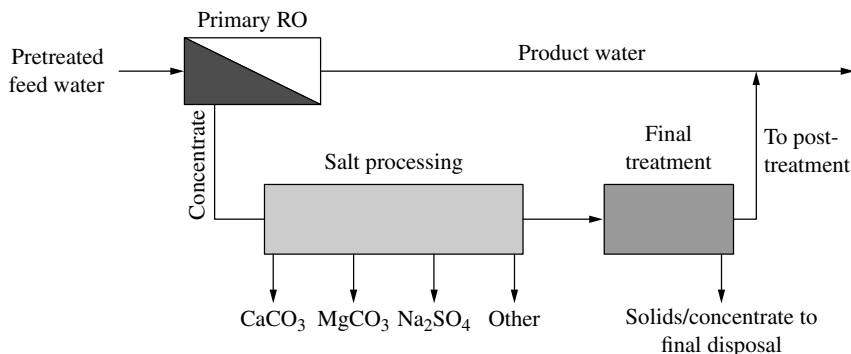 Primary RO
Pretreated
feed water
Product water
Concentrate
Salt processing
Final
treatment
To post-
treatment
CaCO3
MgCO3
Na2SO4
Other
Solids/concentrate to
final disposal